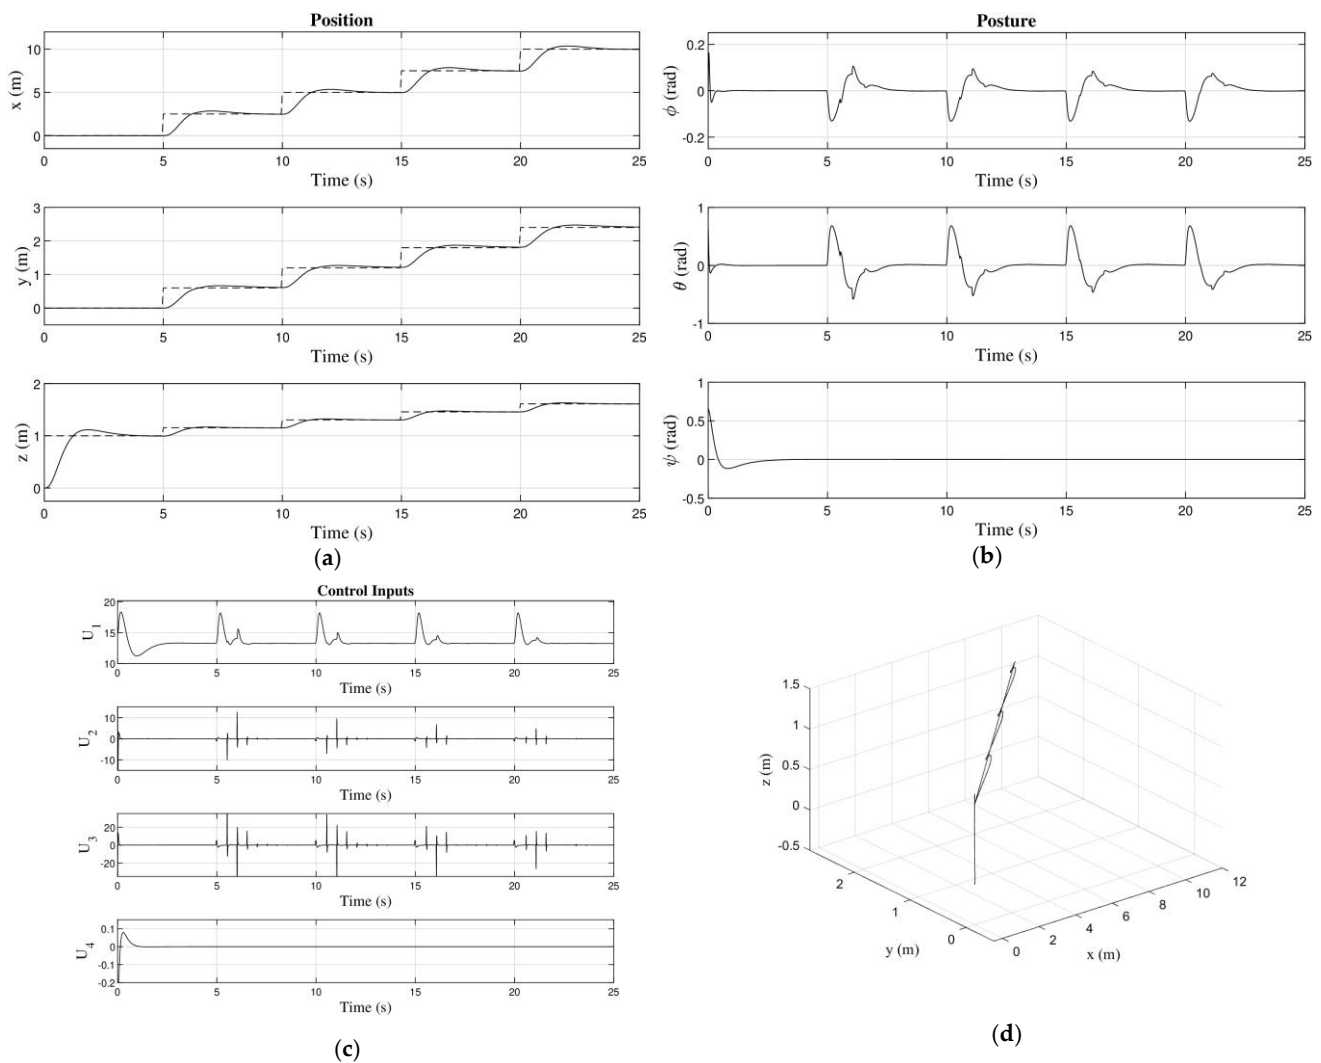 Position
10
5
0
x (m)
0 5 10 15 20 25
Time (s)
3
2
1
0
y (m)
0 5 10 15 20 25
Time (s)
2
1
0
z (m)
0 5 10 15 20 25
Time (s)
(a)
Posture
0.2
0
-0.2
ϕ (rad)
0 5 10 15 20 25
Time (s)
1
0
-1
θ (rad)
0 5 10 15 20 25
Time (s)
1
0.5
0
-0.5
ψ (rad)
0 5 10 15 20 25
Time (s)
(b)
Control Inputs
20
15
10
U1
0 5 10 15 20 25
Time (s)
10
0
-10
U2
0 5 10 15 20 25
Time (s)
20
0
-20
U3
0 5 10 15 20 25
Time (s)
0.1
0
-0.1
-0.2
U4
0 5 10 15 20 25
Time (s)
(c)
1.5
1
0.5
0
-0.5
z (m)
2
1
0
y (m)
0 2 4 6 8 10 12
x (m)
(d)